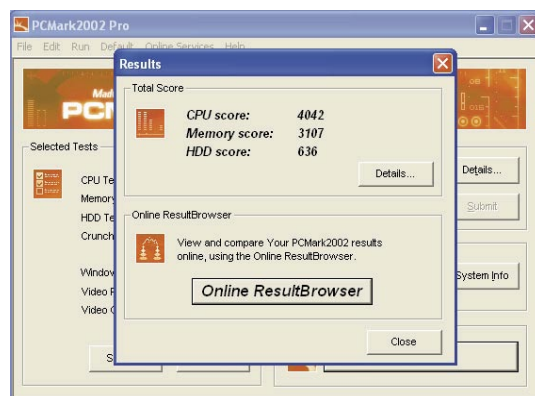 PCMark2002 Pro
File Edit Run Default Online Services Help
Results
Total Score
CPU score: 4042
Memory score: 3107
HDD score: 636
Details...
Online ResultBrowser
View and compare Your PCMark2002 results
online, using the Online ResultBrowser.
Online ResultBrowser
Close
Mad
PC
Selected Tests
CPU Te
Memory
HDD Te
Crunch
Window
Video
Video
S
Details...
Submit
System Info